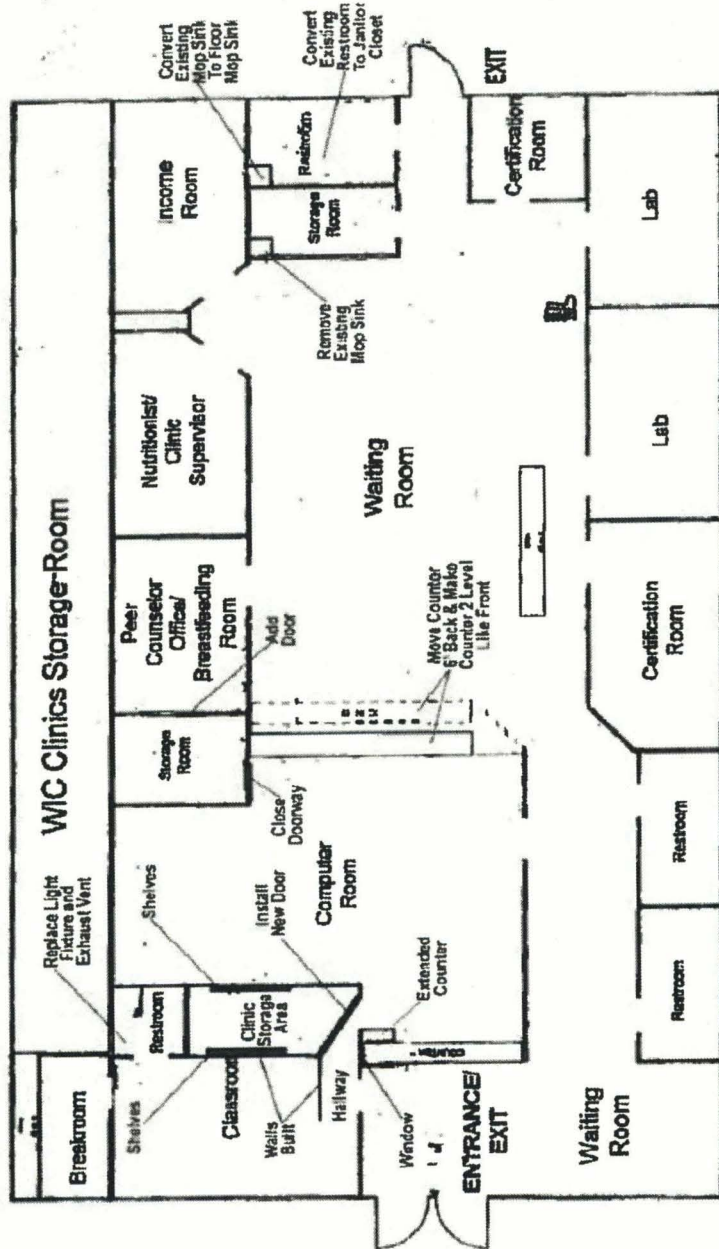 WIC Clinics Storage-Room
Convert
Existing
Mop Sink
To Floor
Mop Sink
Convert
Existing
Restroom
To Janitor
Closet
Replace Light
Fixture and
Exhaust Vent
Breakroom
Restroom
Shelves
Shelves
Classroom
Clinic
Storage
Area
Walls
Built
Hallway
Install
New Door
Computer
Room
Storage
Room
Close
Doorway
Add
Door
Peer
Counselor
Office/
Breastfeeding
Room
Nutritionist/
Clinic
Supervisor
Income
Room
Remove
Existing
Mop Sink
Storage
Room
Restroom
EXIT
Waiting
Room
Move Counter
6' Back & Make
Counter 2 Level
Like Front
Extended
Counter
Window
ENTRANCE/
EXIT
Waiting
Room
Restroom
Restroom
Certification
Room
Lab
Lab
Certification
Room